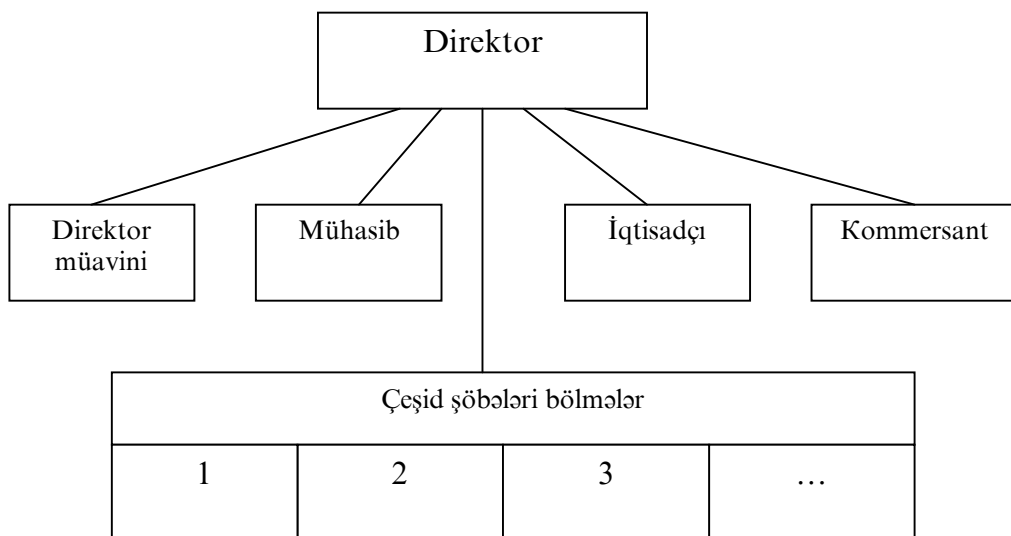 Direktor
Direktor
müavini
Mühasib
İqtisadçı
Kommersant
Çeşid şöbələri bölmələr
1
2
3
…